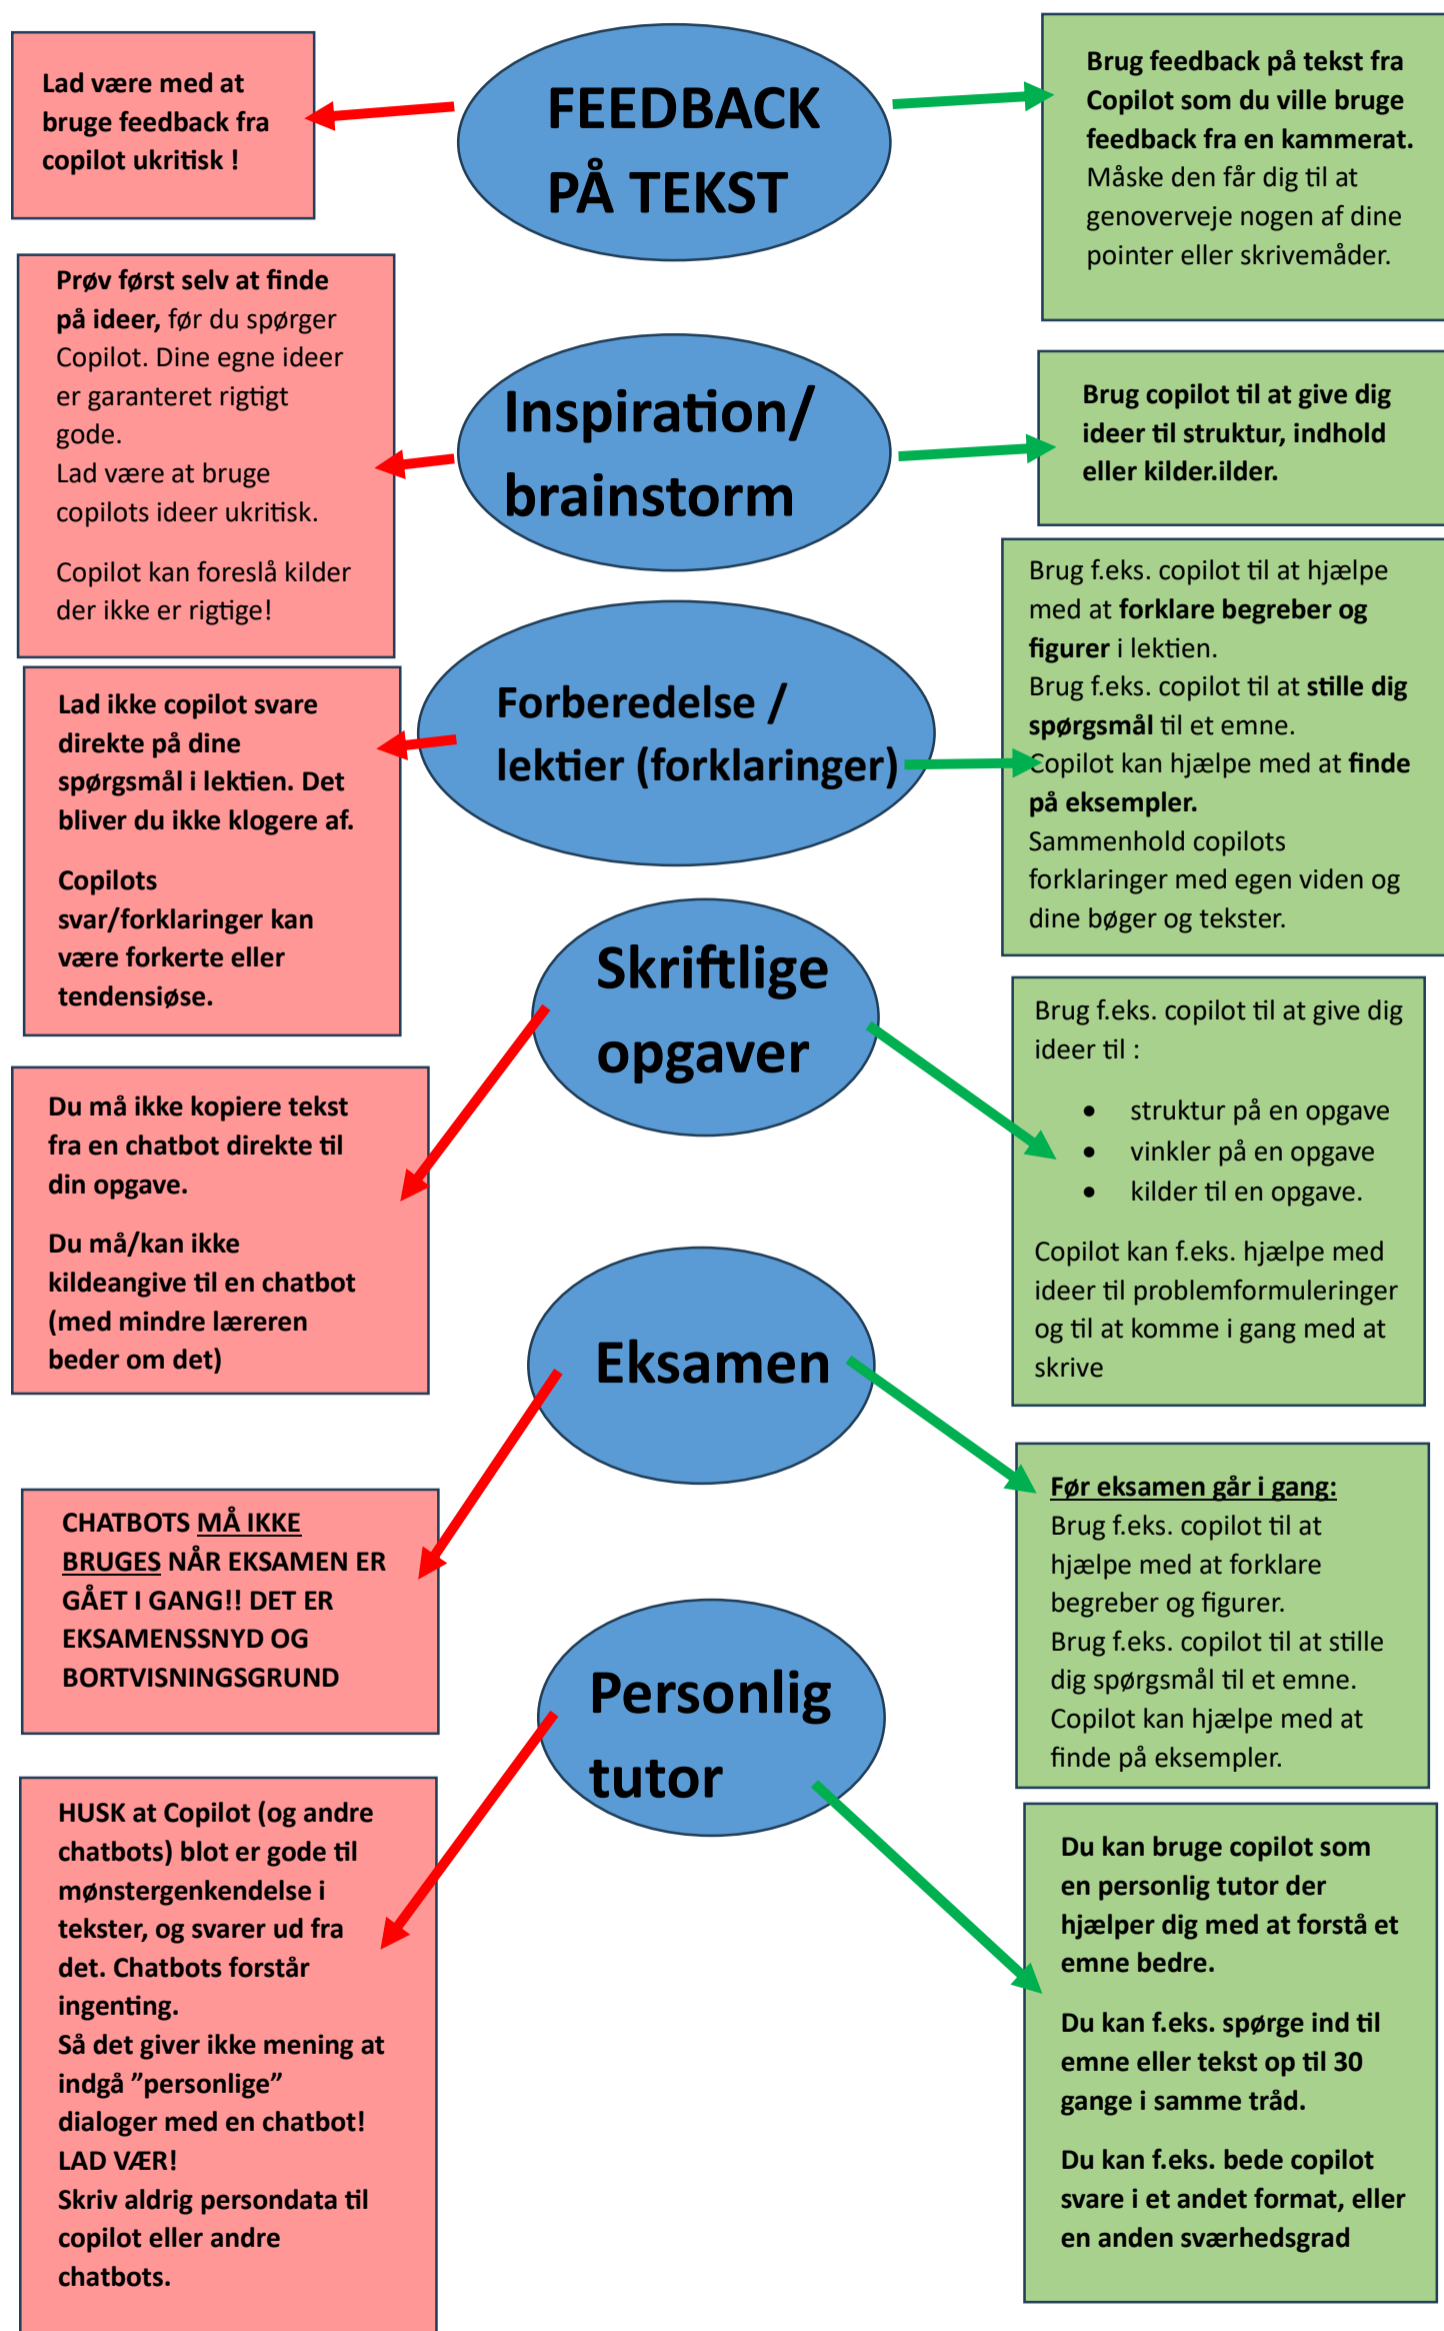 Lad være med at
bruge feedback fra
copilot ukritisk !
FEEDBACK
PÅ TEKST
Brug feedback på tekst fra
Copilot som du ville bruge
feedback fra en kammerat.
Måske den får dig til at
genoverveje nogen af dine
pointer eller skrivemåder.
Prøv først selv at finde
på ideer, før du spørger
Copilot. Dine egne ideer
er garanteret rigtigt
gode.
Lad være at bruge
copilots ideer ukritisk.
Copilot kan foreslå kilder
der ikke er rigtige!
Inspiration/
brainstorm
Brug copilot til at give dig
ideer til struktur, indhold
eller kilder.ilder.
Lad ikke copilot svare
direkte på dine
spørgsmål i lektien. Det
bliver du ikke klogere af.
Copilots
svar/forklaringer kan
være forkerte eller
tendensiøse.
Forberedelse /
lektier (forklaringer)
Brug f.eks. copilot til at hjælpe
med at forklare begreber og
figurer i lektien.
Brug f.eks. copilot til at stille dig
spørgsmål til et emne.
Copilot kan hjælpe med at finde
på eksempler.
Sammenhold copilots
forklaringer med egen viden og
dine bøger og tekster.
Du må ikke kopiere tekst
fra en chatbot direkte til
din opgave.
Du må/kan ikke
kildeangive til en chatbot
(med mindre læreren
beder om det)
Skriftlige
opgaver
Brug f.eks. copilot til at give dig
ideer til :
• struktur på en opgave
• vinkler på en opgave
• kilder til en opgave.
Copilot kan f.eks. hjælpe med
ideer til problemformuleringer
og til at komme i gang med at
skrive
CHATBOTS MÅ IKKE
BRUGES NÅR EKSAMEN ER
GÅET I GANG!! DET ER
EKSAMENSSNYD OG
BORTVISNINGSGRUND
Eksamen
Før eksamen går i gang:
Brug f.eks. copilot til at
hjælpe med at forklare
begreber og figurer.
Brug f.eks. copilot til at stille
dig spørgsmål til et emne.
Copilot kan hjælpe med at
finde på eksempler.
HUSK at Copilot (og andre
chatbots) blot er gode til
mønstergenkendelse i
tekster, og svarer ud fra
det. Chatbots forstår
ingenting.
Så det giver ikke mening at
indgå ”personlige”
dialoger med en chatbot!
LAD VÆR!
Skriv aldrig persondata til
copilot eller andre
chatbots.
Personlig
tutor
Du kan bruge copilot som
en personlig tutor der
hjælper dig med at forstå et
emne bedre.
Du kan f.eks. spørge ind til
emne eller tekst op til 30
gange i samme tråd.
Du kan f.eks. bede copilot
svare i et andet format, eller
en anden sværhedsgrad